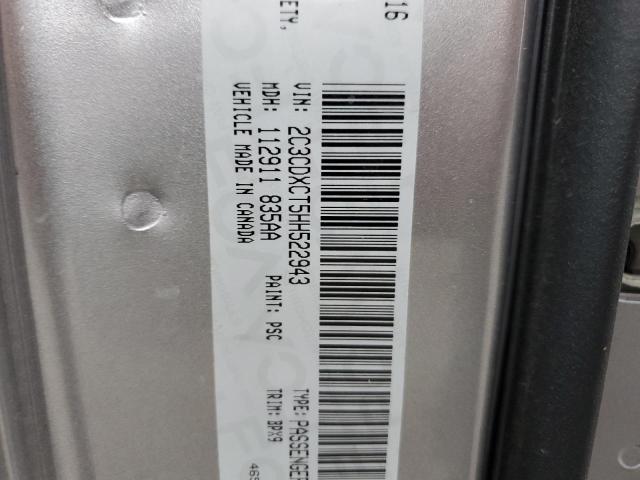 16
ETY,
VIN: 2C3CDXCT5HH522943 TYPE: PASSENGER
MDH: 112911 835AA PAINT: PSC TRIM: BPX9
VEHICLE MADE IN CANADA